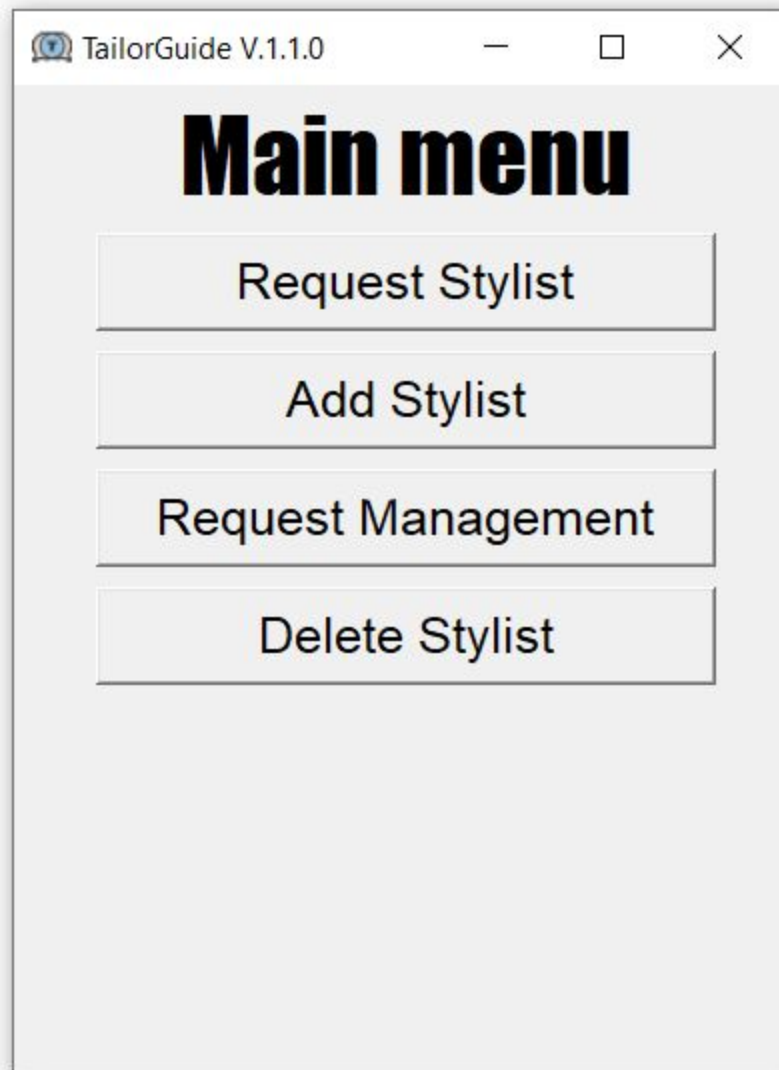 TailorGuide V.1.1.0
Main menu
Request Stylist
Add Stylist
Request Management
Delete Stylist